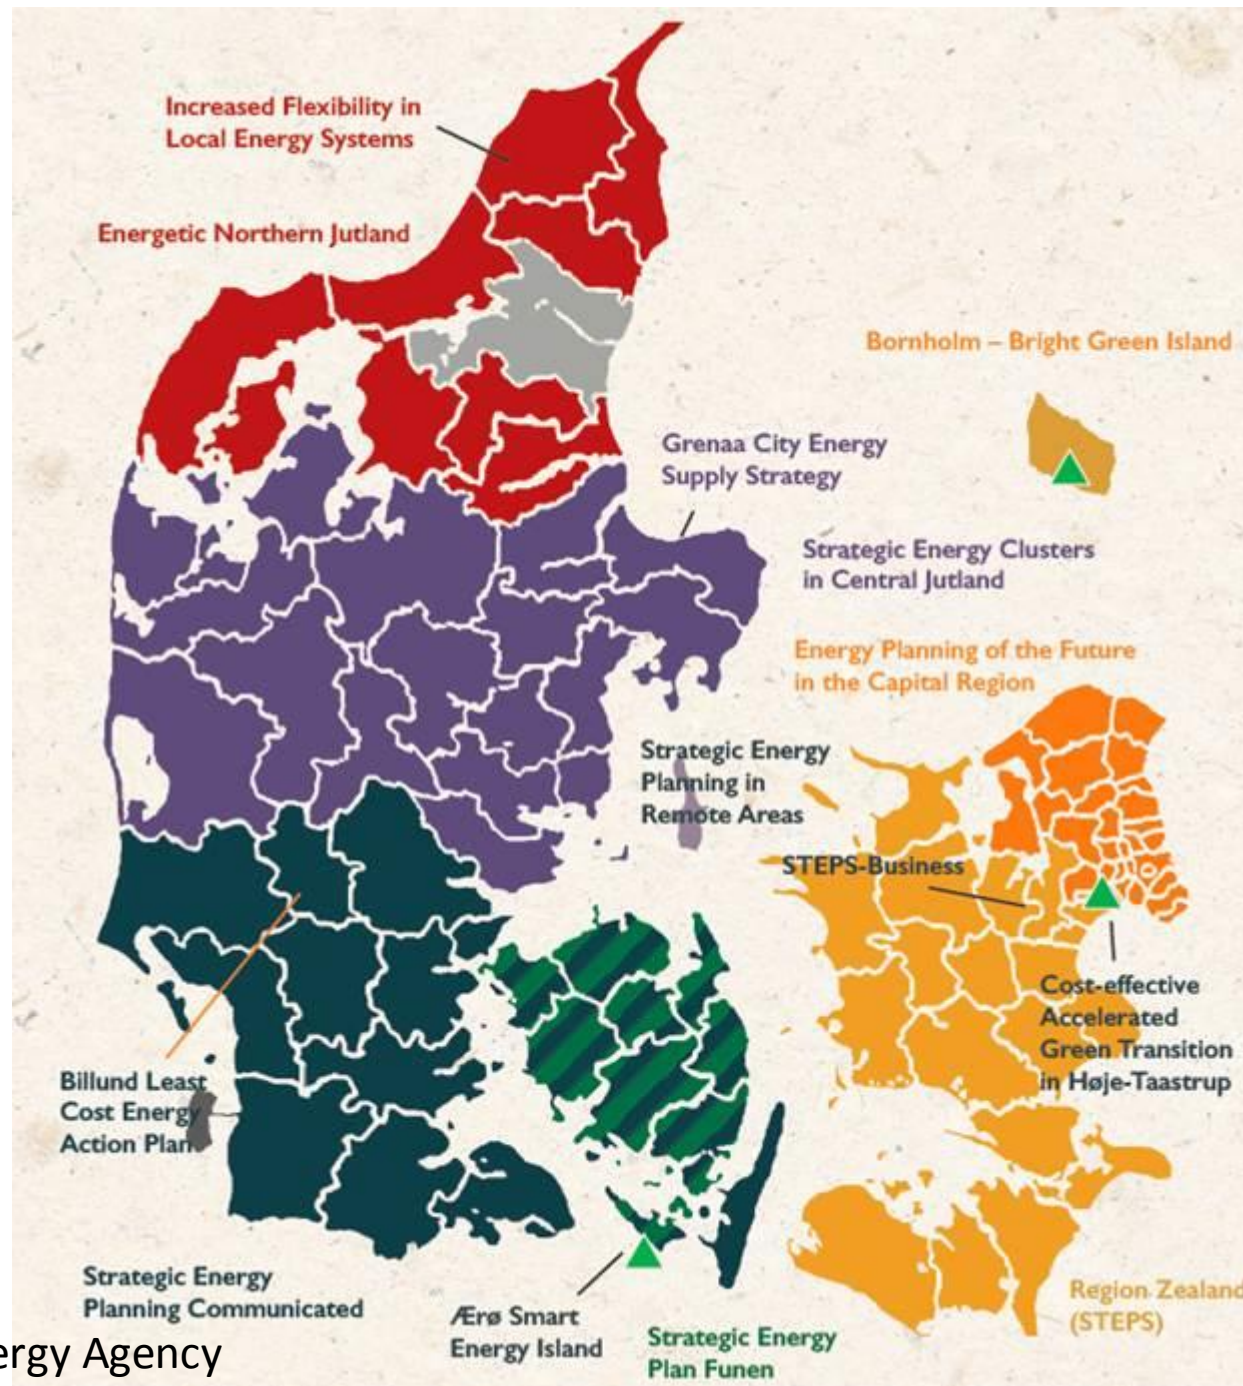 Increased Flexibility in
Local Energy Systems
Energetic Northern Jutland
Bornholm – Bright Green Island
Grenaa City Energy
Supply Strategy
Strategic Energy Clusters
in Central Jutland
Energy Planning of the Future
in the Capital Region
Strategic Energy
Planning in
Remote Areas
STEPS-Business
Cost-effective
Accelerated
Green Transition
in Høje-Taastrup
Billund Least
Cost Energy
Action Plan
Strategic Energy
Planning Communicated
Ærø Smart
Energy Island
Strategic Energy
Plan Funen
Region Zealand
(STEPS)
ergy Agency